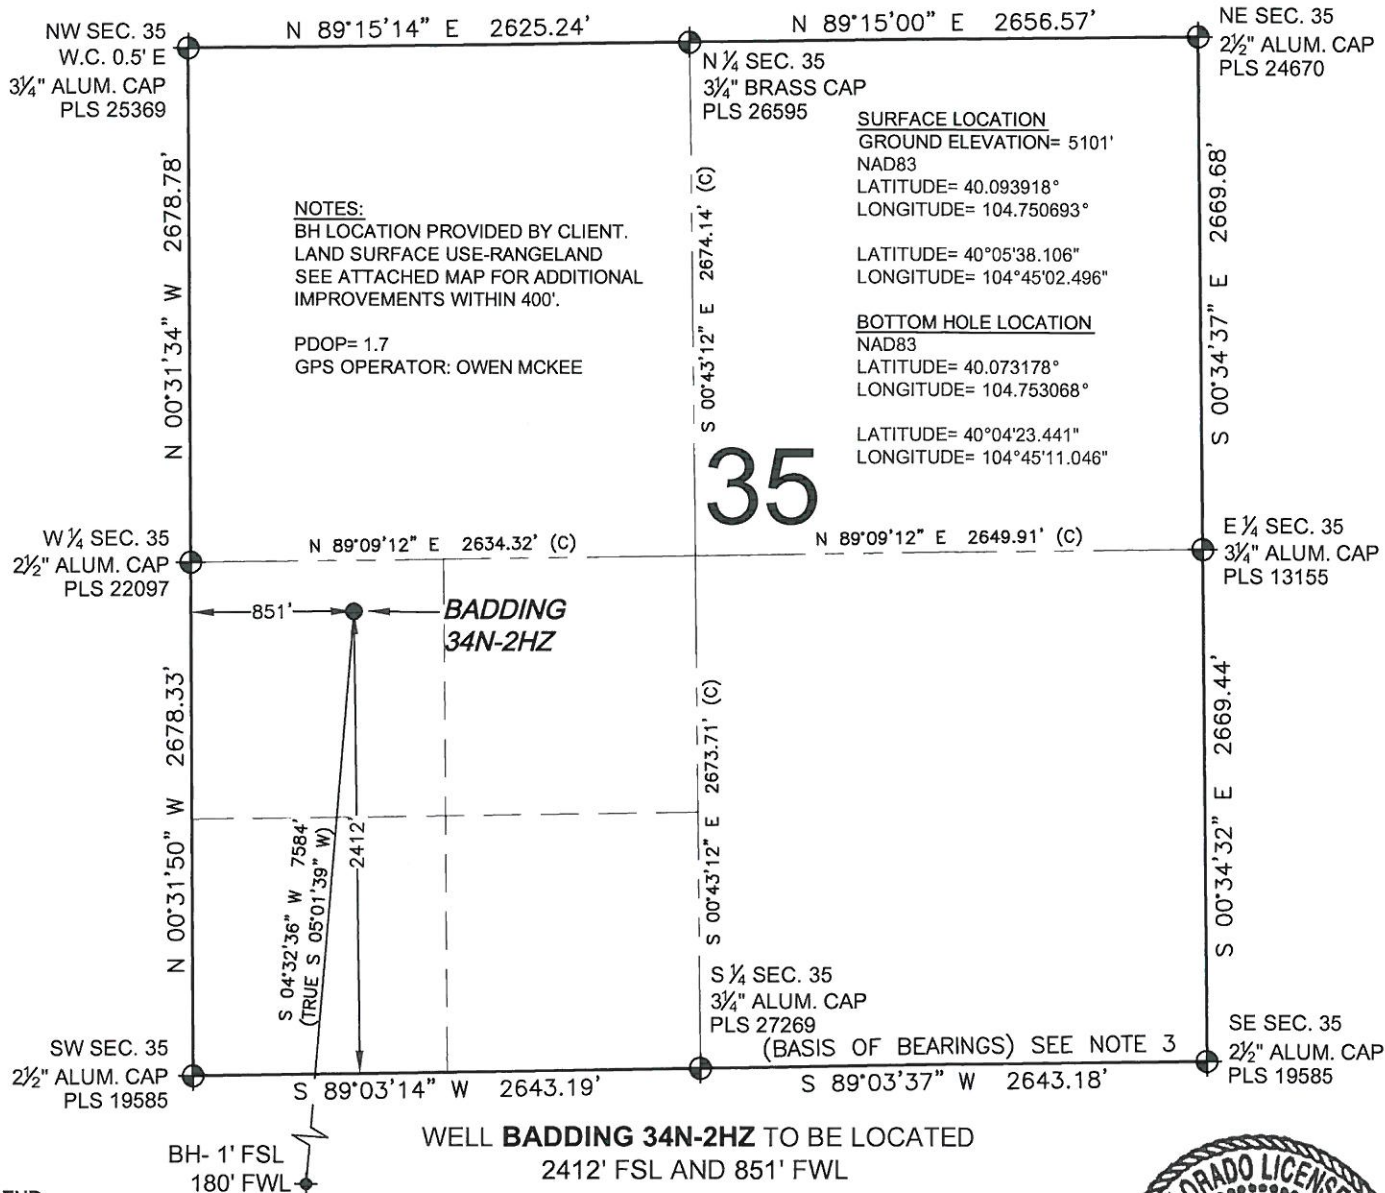 N 89°15'14" E 2625.24'
N 89°15'00" E 2656.57'
NW SEC. 35
W.C. 0.5' E
3¼" ALUM. CAP
PLS 25369
N ¼ SEC. 35
3¼" BRASS CAP
PLS 26595
NE SEC. 35
2½" ALUM. CAP
PLS 24670
SURFACE LOCATION
GROUND ELEVATION= 5101'
NAD83
LATITUDE= 40.093918°
LONGITUDE= 104.750693°
LATITUDE= 40°05'38.106"
LONGITUDE= 104°45'02.496"
BOTTOM HOLE LOCATION
NAD83
LATITUDE= 40.073178°
LONGITUDE= 104.753068°
LATITUDE= 40°04'23.441"
LONGITUDE= 104°45'11.046"
NOTES:
BH LOCATION PROVIDED BY CLIENT.
LAND SURFACE USE-RANGELAND
SEE ATTACHED MAP FOR ADDITIONAL
IMPROVEMENTS WITHIN 400'.
PDOP= 1.7
GPS OPERATOR: OWEN MCKEE
N 00°31'34" W 2678.78'
S 00°43'12" E 2674.14' (C)
S 00°34'37" E 2669.68'
35
W ¼ SEC. 35
2½" ALUM. CAP
PLS 22097
N 89°09'12" E 2634.32' (C)
N 89°09'12" E 2649.91' (C)
E ¼ SEC. 35
3¼" ALUM. CAP
PLS 13155
851'
BADDING
34N-2HZ
N 00°31'50" W 2678.33'
S 04°32'36" W 7584'
(TRUE S 05°01'39" W)
2412'
S 00°43'12" E 2673.71' (C)
S 00°34'32" E 2669.44'
S ¼ SEC. 35
3¼" ALUM. CAP
PLS 27269
(BASIS OF BEARINGS) SEE NOTE 3
SW SEC. 35
2½" ALUM. CAP
PLS 19585
S 89°03'14" W 2643.19'
S 89°03'37" W 2643.18'
SE SEC. 35
2½" ALUM. CAP
PLS 19585
BH- 1' FSL
180' FWL
WELL BADDING 34N-2HZ TO BE LOCATED
2412' FSL AND 851' FWL